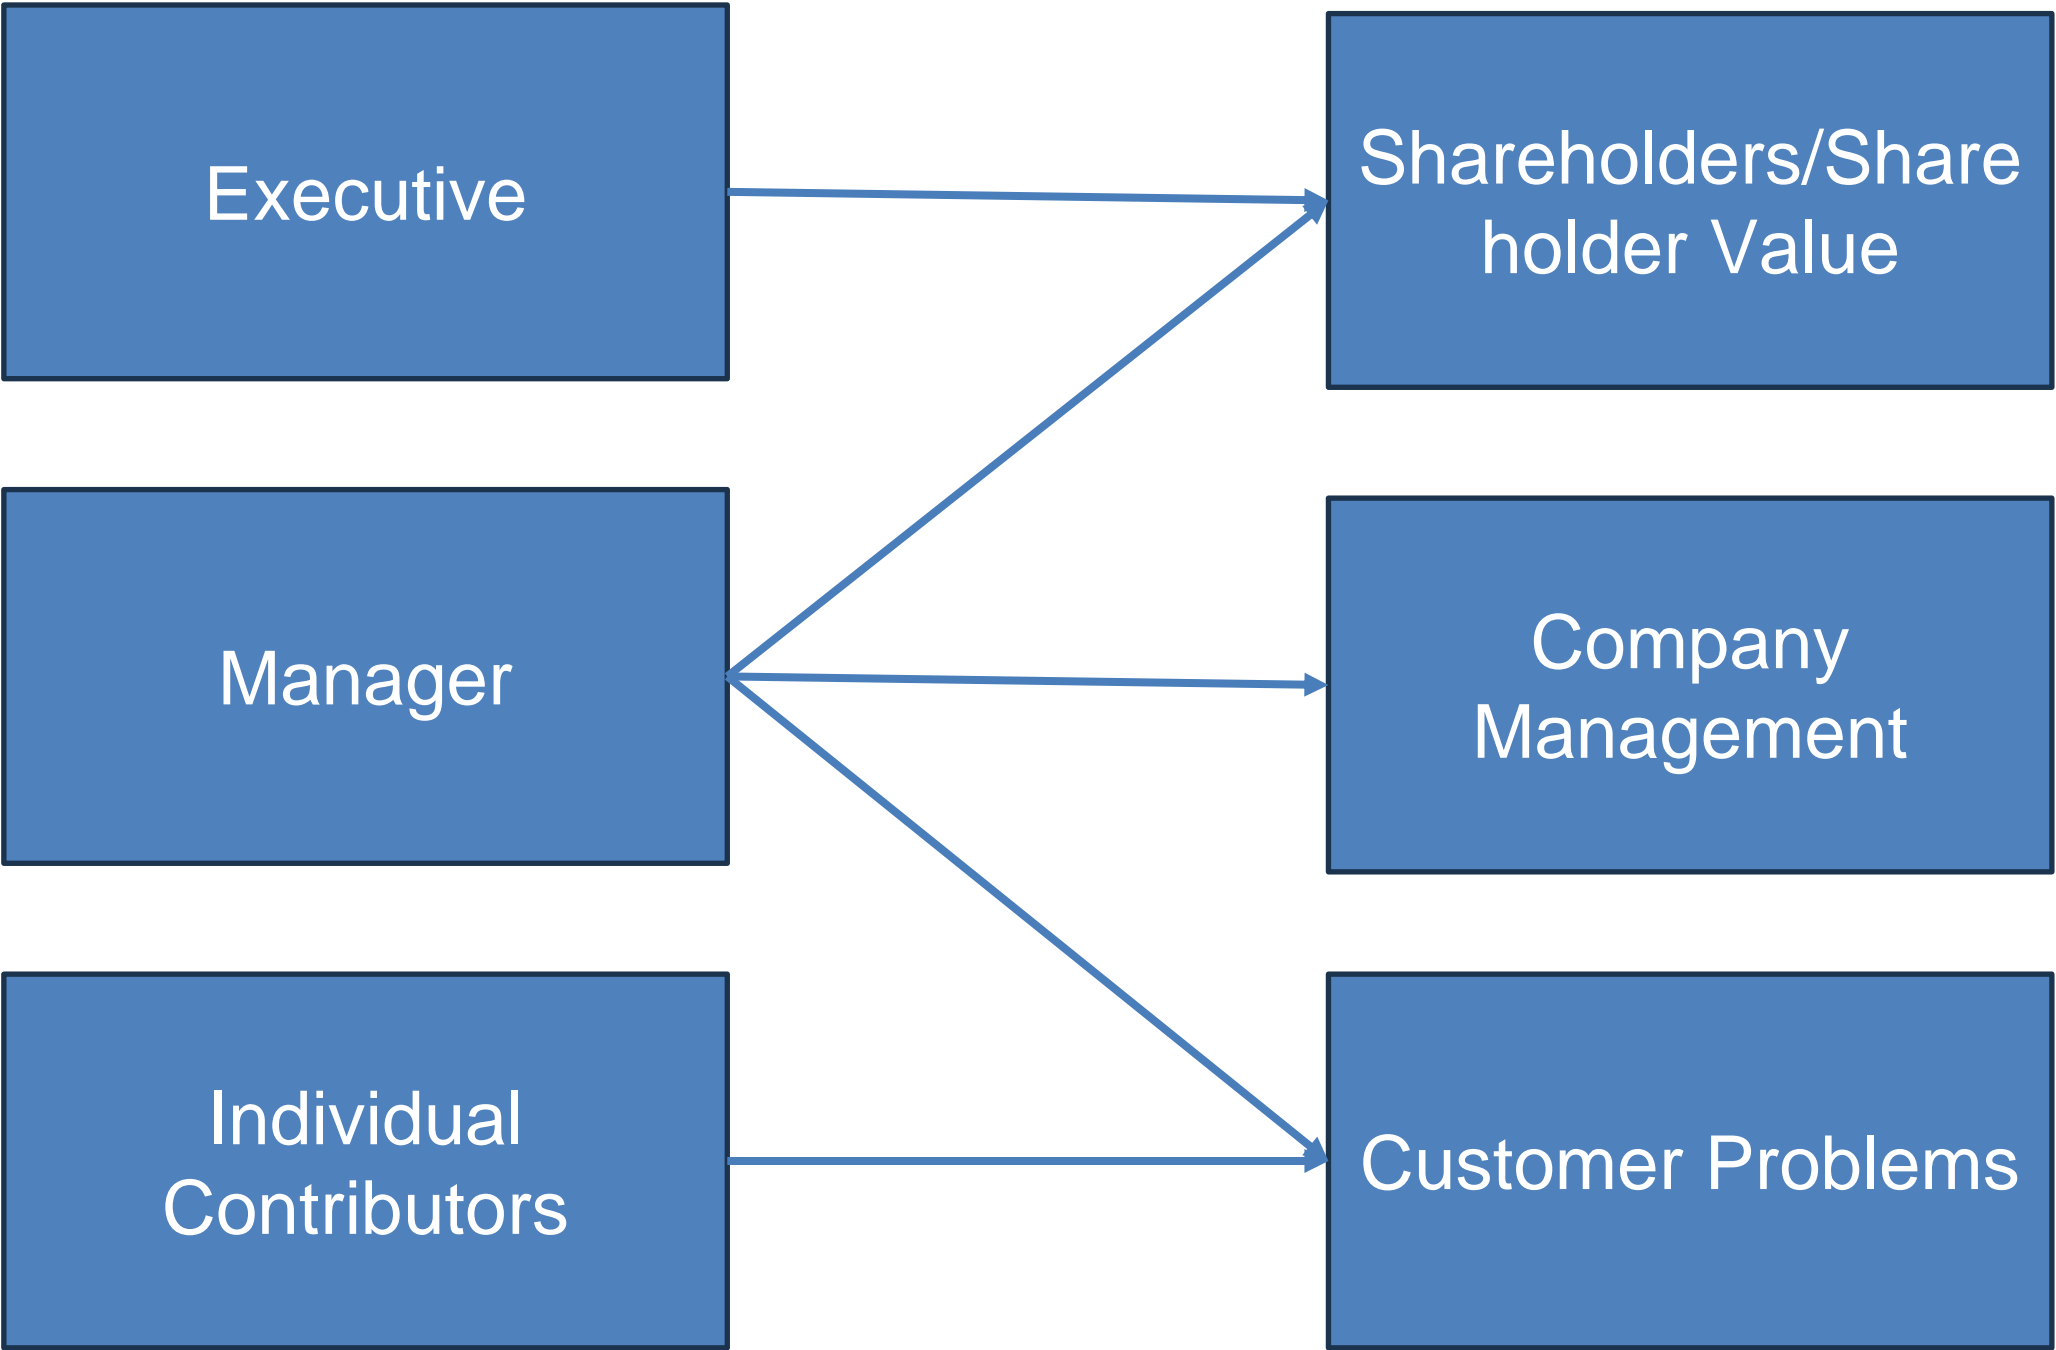 Executive
Shareholders/Share
holder Value
Manager
Company
Management
Individual
Contributors
Customer Problems